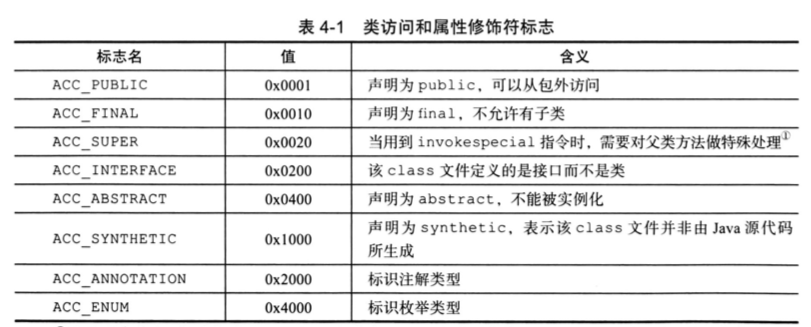 表 4-1 类访问和属性修饰符标志
标志名 值 含义
ACC_PUBLIC 0x0001 声明为 public，可以从包外访问
ACC_FINAL 0x0010 声明为 final，不允许有子类
ACC_SUPER 0x0020 当用到 invokespecial 指令时，需要对父类方法做特殊处理①
ACC_INTERFACE 0x0200 该 class 文件定义的是接口而不是类
ACC_ABSTRACT 0x0400 声明为 abstract，不能被实例化
ACC_SYNTHETIC 0x1000 声明为 synthetic，表示该 class 文件并非由 Java 源代码
所生成
ACC_ANNOTATION 0x2000 标识注解类型
ACC_ENUM 0x4000 标识枚举类型